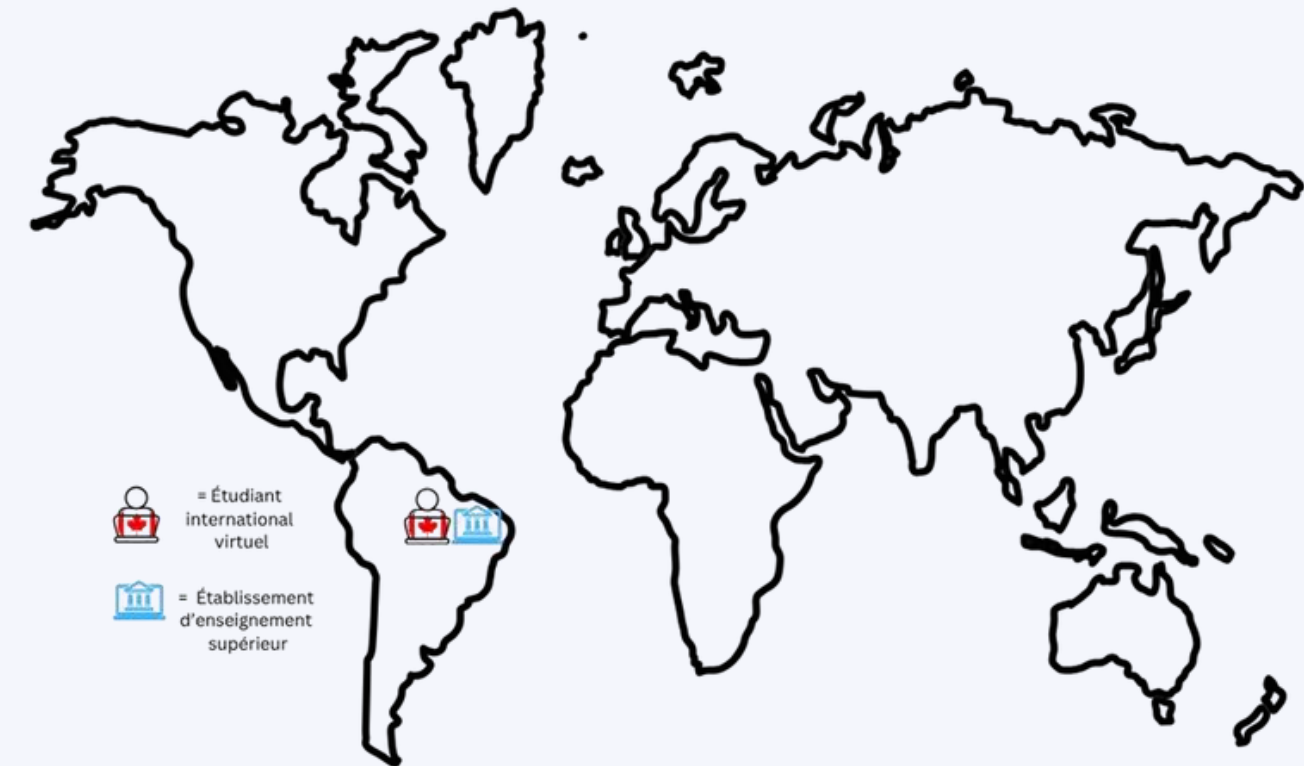 = Étudiant
international
virtuel
= Établissement
d'enseignement
supérieur